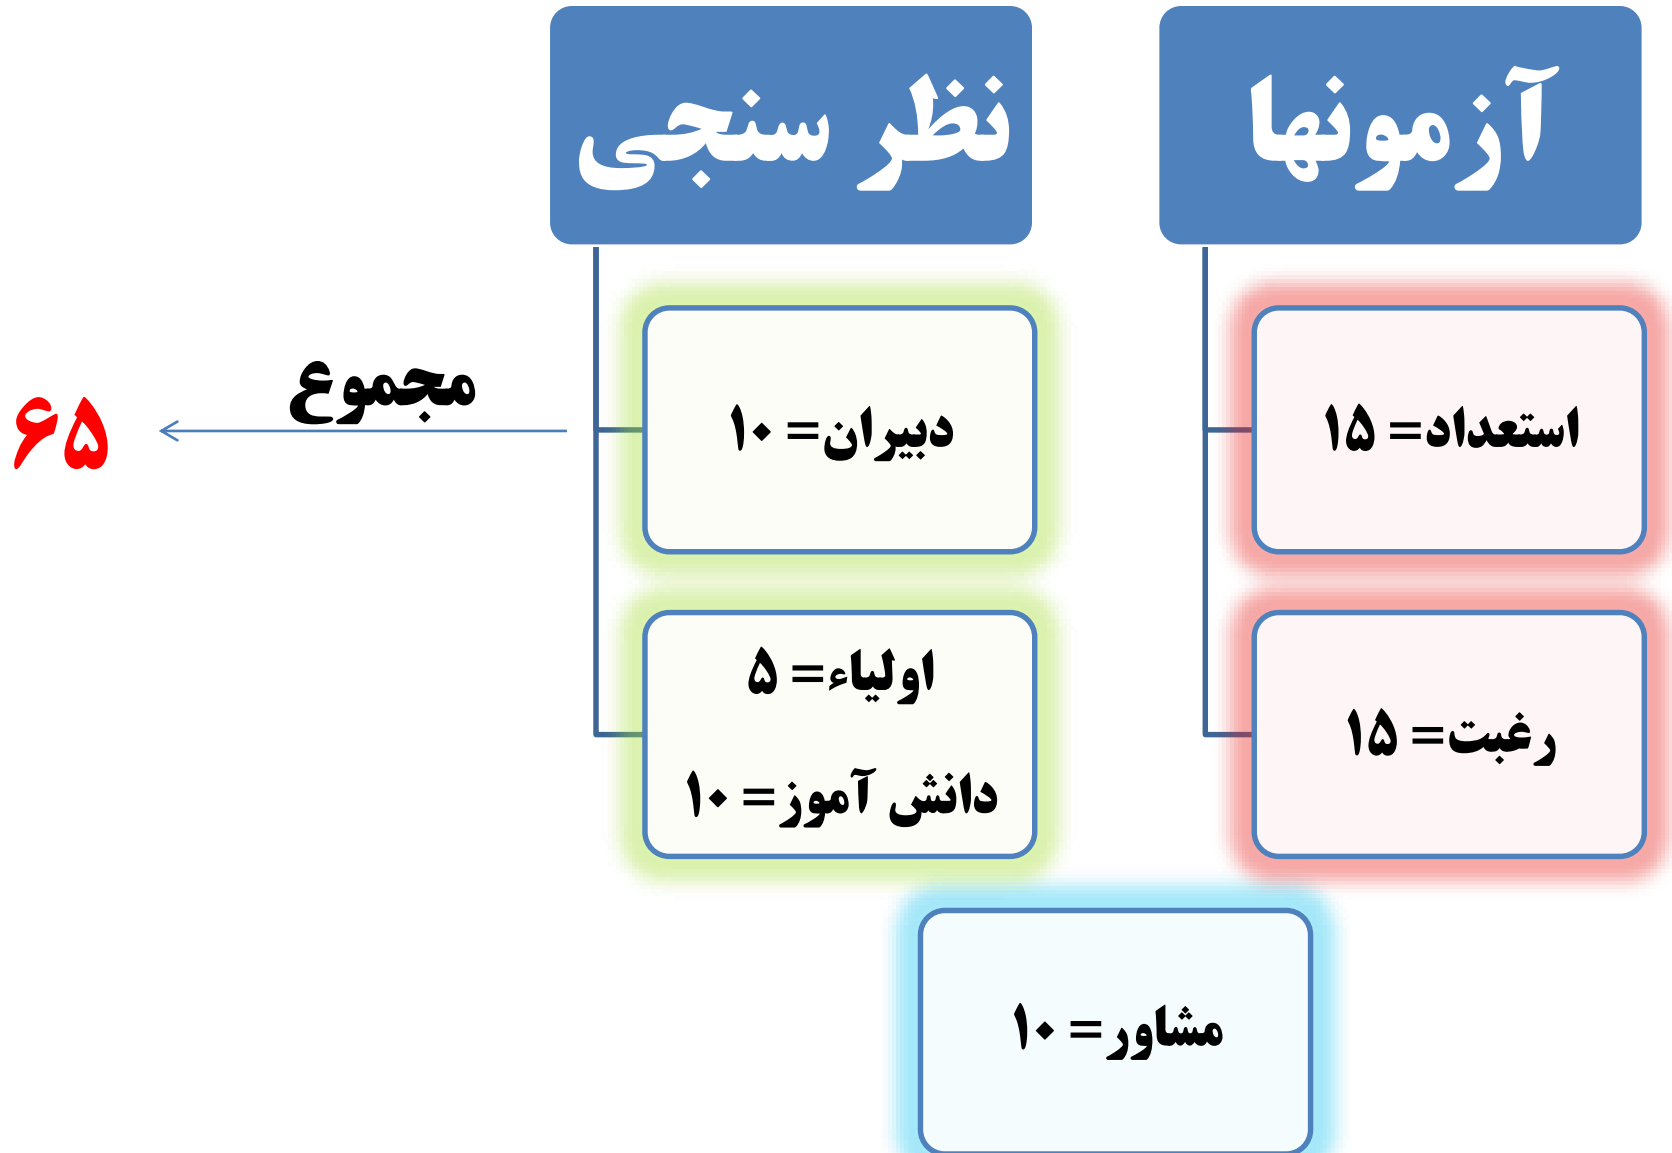 آزمونها
استعداد= ۱۵
رغبت= ۱۵
نظر سنجی
دبیران= ۱۰
اولیاء= ۵
دانش آموز= ۱۰
مشاور= ۱۰
مجموع
۶۵